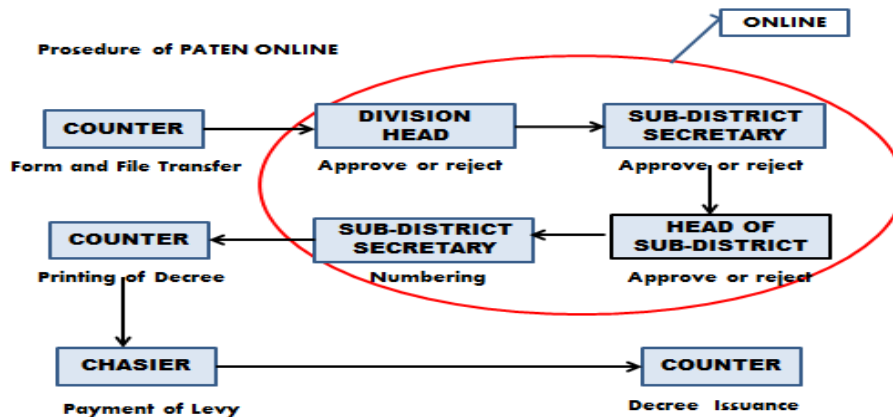 ONLINE
Prosedure of PATEN ONLINE
COUNTER
Form and File Transfer
DIVISION
HEAD
Approve or reject
SUB-DISTRICT
SECRETARY
Approve or reject
HEAD OF
SUB-DISTRICT
Approve or reject
SUB-DISTRICT
SECRETARY
Numbering
COUNTER
Printing of Decree
CHASIER
Payment of Levy
COUNTER
Decree Issuance